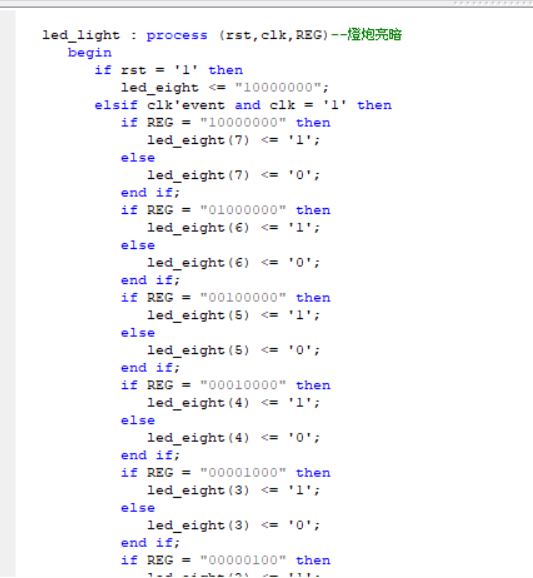 led_light : process (rst,clk,REG)--燈炮亮暗
begin
if rst = '1' then
led_eight <= "10000000";
elsif clk'event and clk = '1' then
if REG = "10000000" then
led_eight(7) <= '1';
else
led_eight(7) <= '0';
end if;
if REG = "01000000" then
led_eight(6) <= '1';
else
led_eight(6) <= '0';
end if;
if REG = "00100000" then
led_eight(5) <= '1';
else
led_eight(5) <= '0';
end if;
if REG = "00010000" then
led_eight(4) <= '1';
else
led_eight(4) <= '0';
end if;
if REG = "00001000" then
led_eight(3) <= '1';
else
led_eight(3) <= '0';
end if;
if REG = "00000100" then